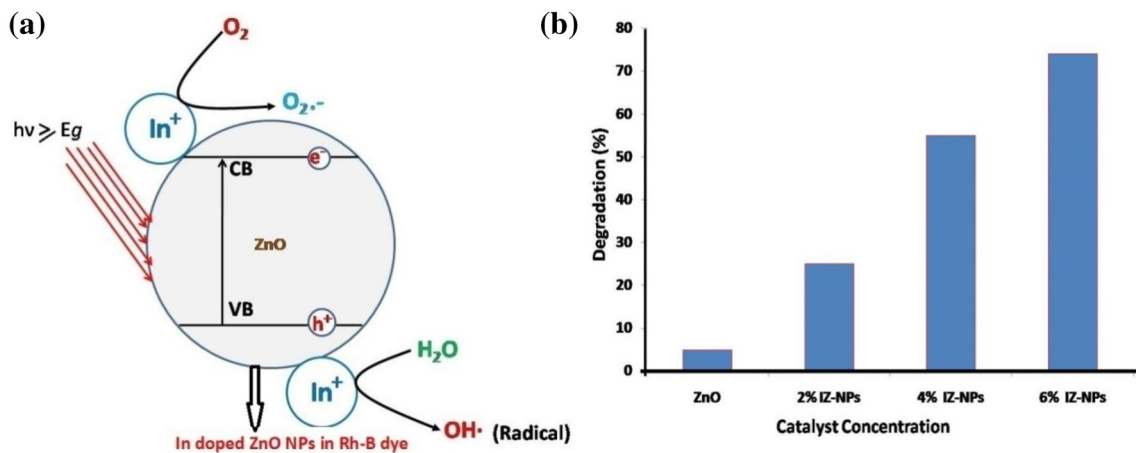 (a)
O₂
In⁺
O₂·-
hν ⩾ Eg
CB
e⁻
ZnO
VB
h⁺
H₂O
In⁺
OH· (Radical)
In doped ZnO NPs in Rh-B dye
(b)
Degradation (%)
80
70
60
50
40
30
20
10
0
ZnO
2% IZ-NPs
4% IZ-NPs
6% IZ-NPs
Catalyst Concentration